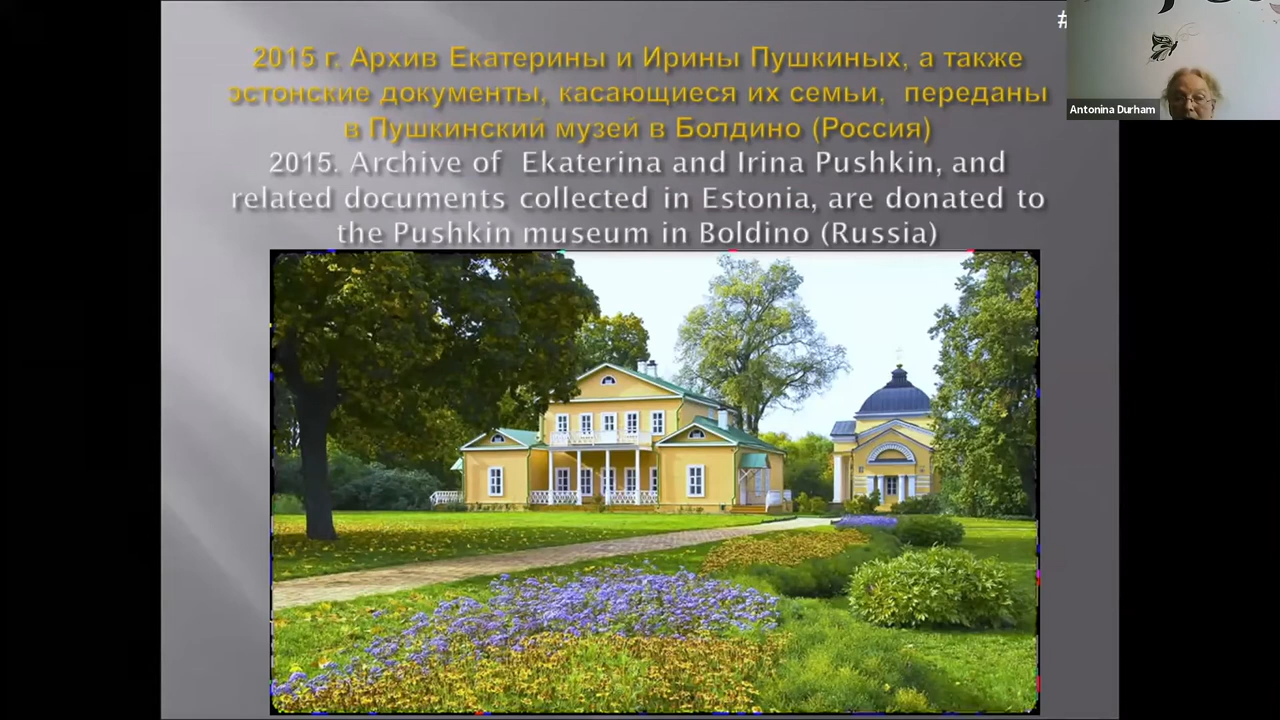 2015 г. Архив Екатерины и Ирины Пушкиных, а также
эстонские документы, касающиеся их семьи, переданы
в Пушкинский музей в Болдино (Россия)
2015. Archive of Ekaterina and Irina Pushkin, and
related documents collected in Estonia, are donated to
the Pushkin museum in Boldino (Russia)
#
Antonina Durham